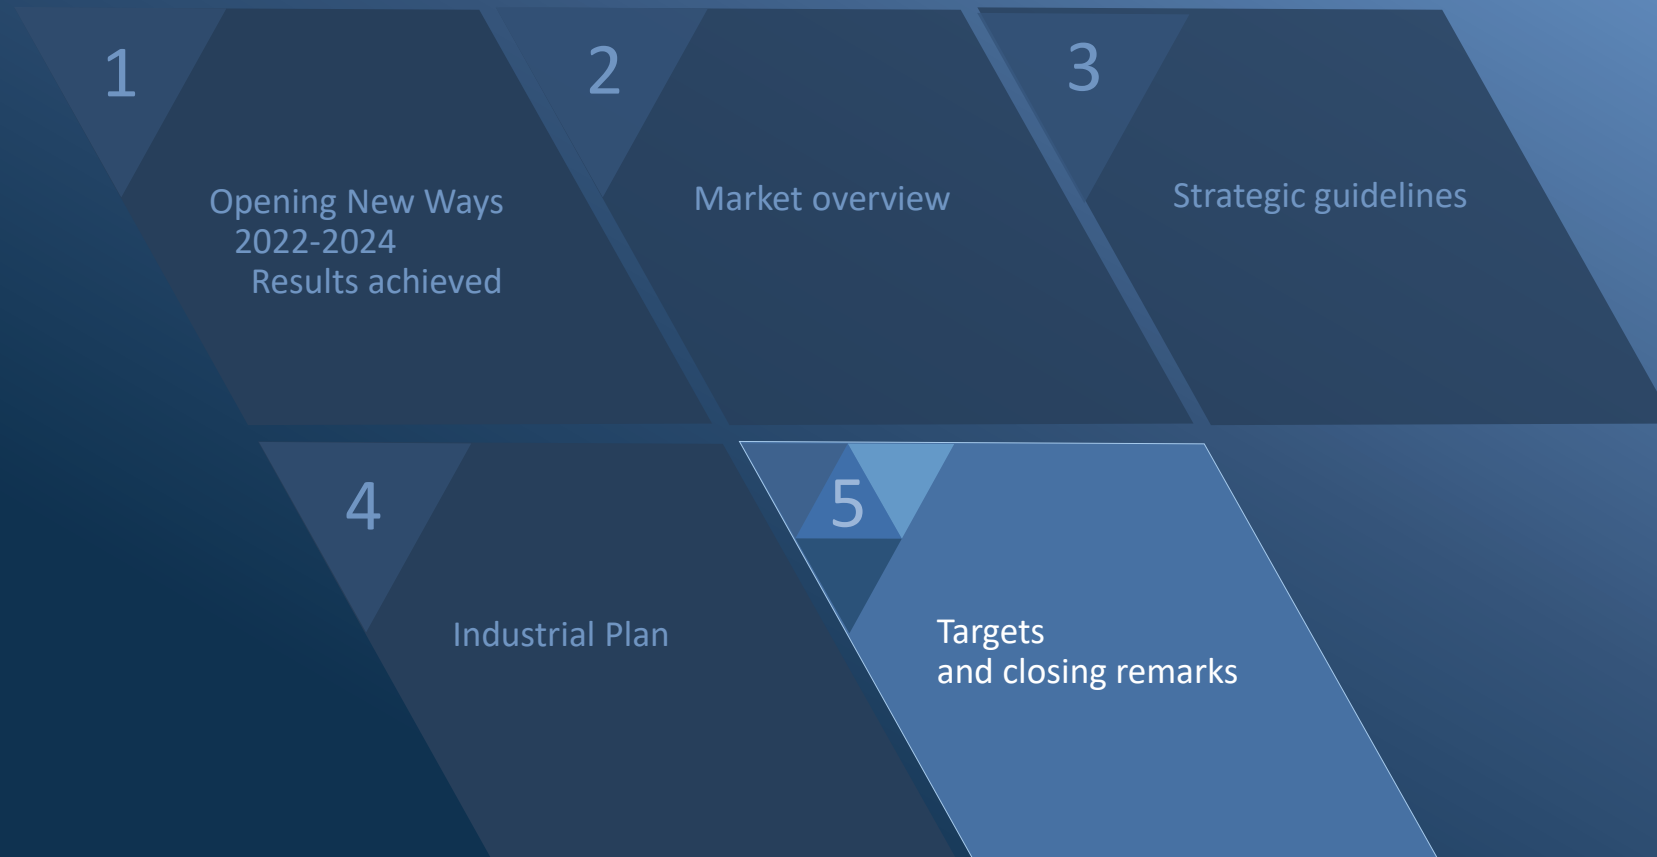 1
Opening New Ways
2022-2024
Results achieved
2
Market overview
3
Strategic guidelines
4
Industrial Plan
5
Targets
and closing remarks